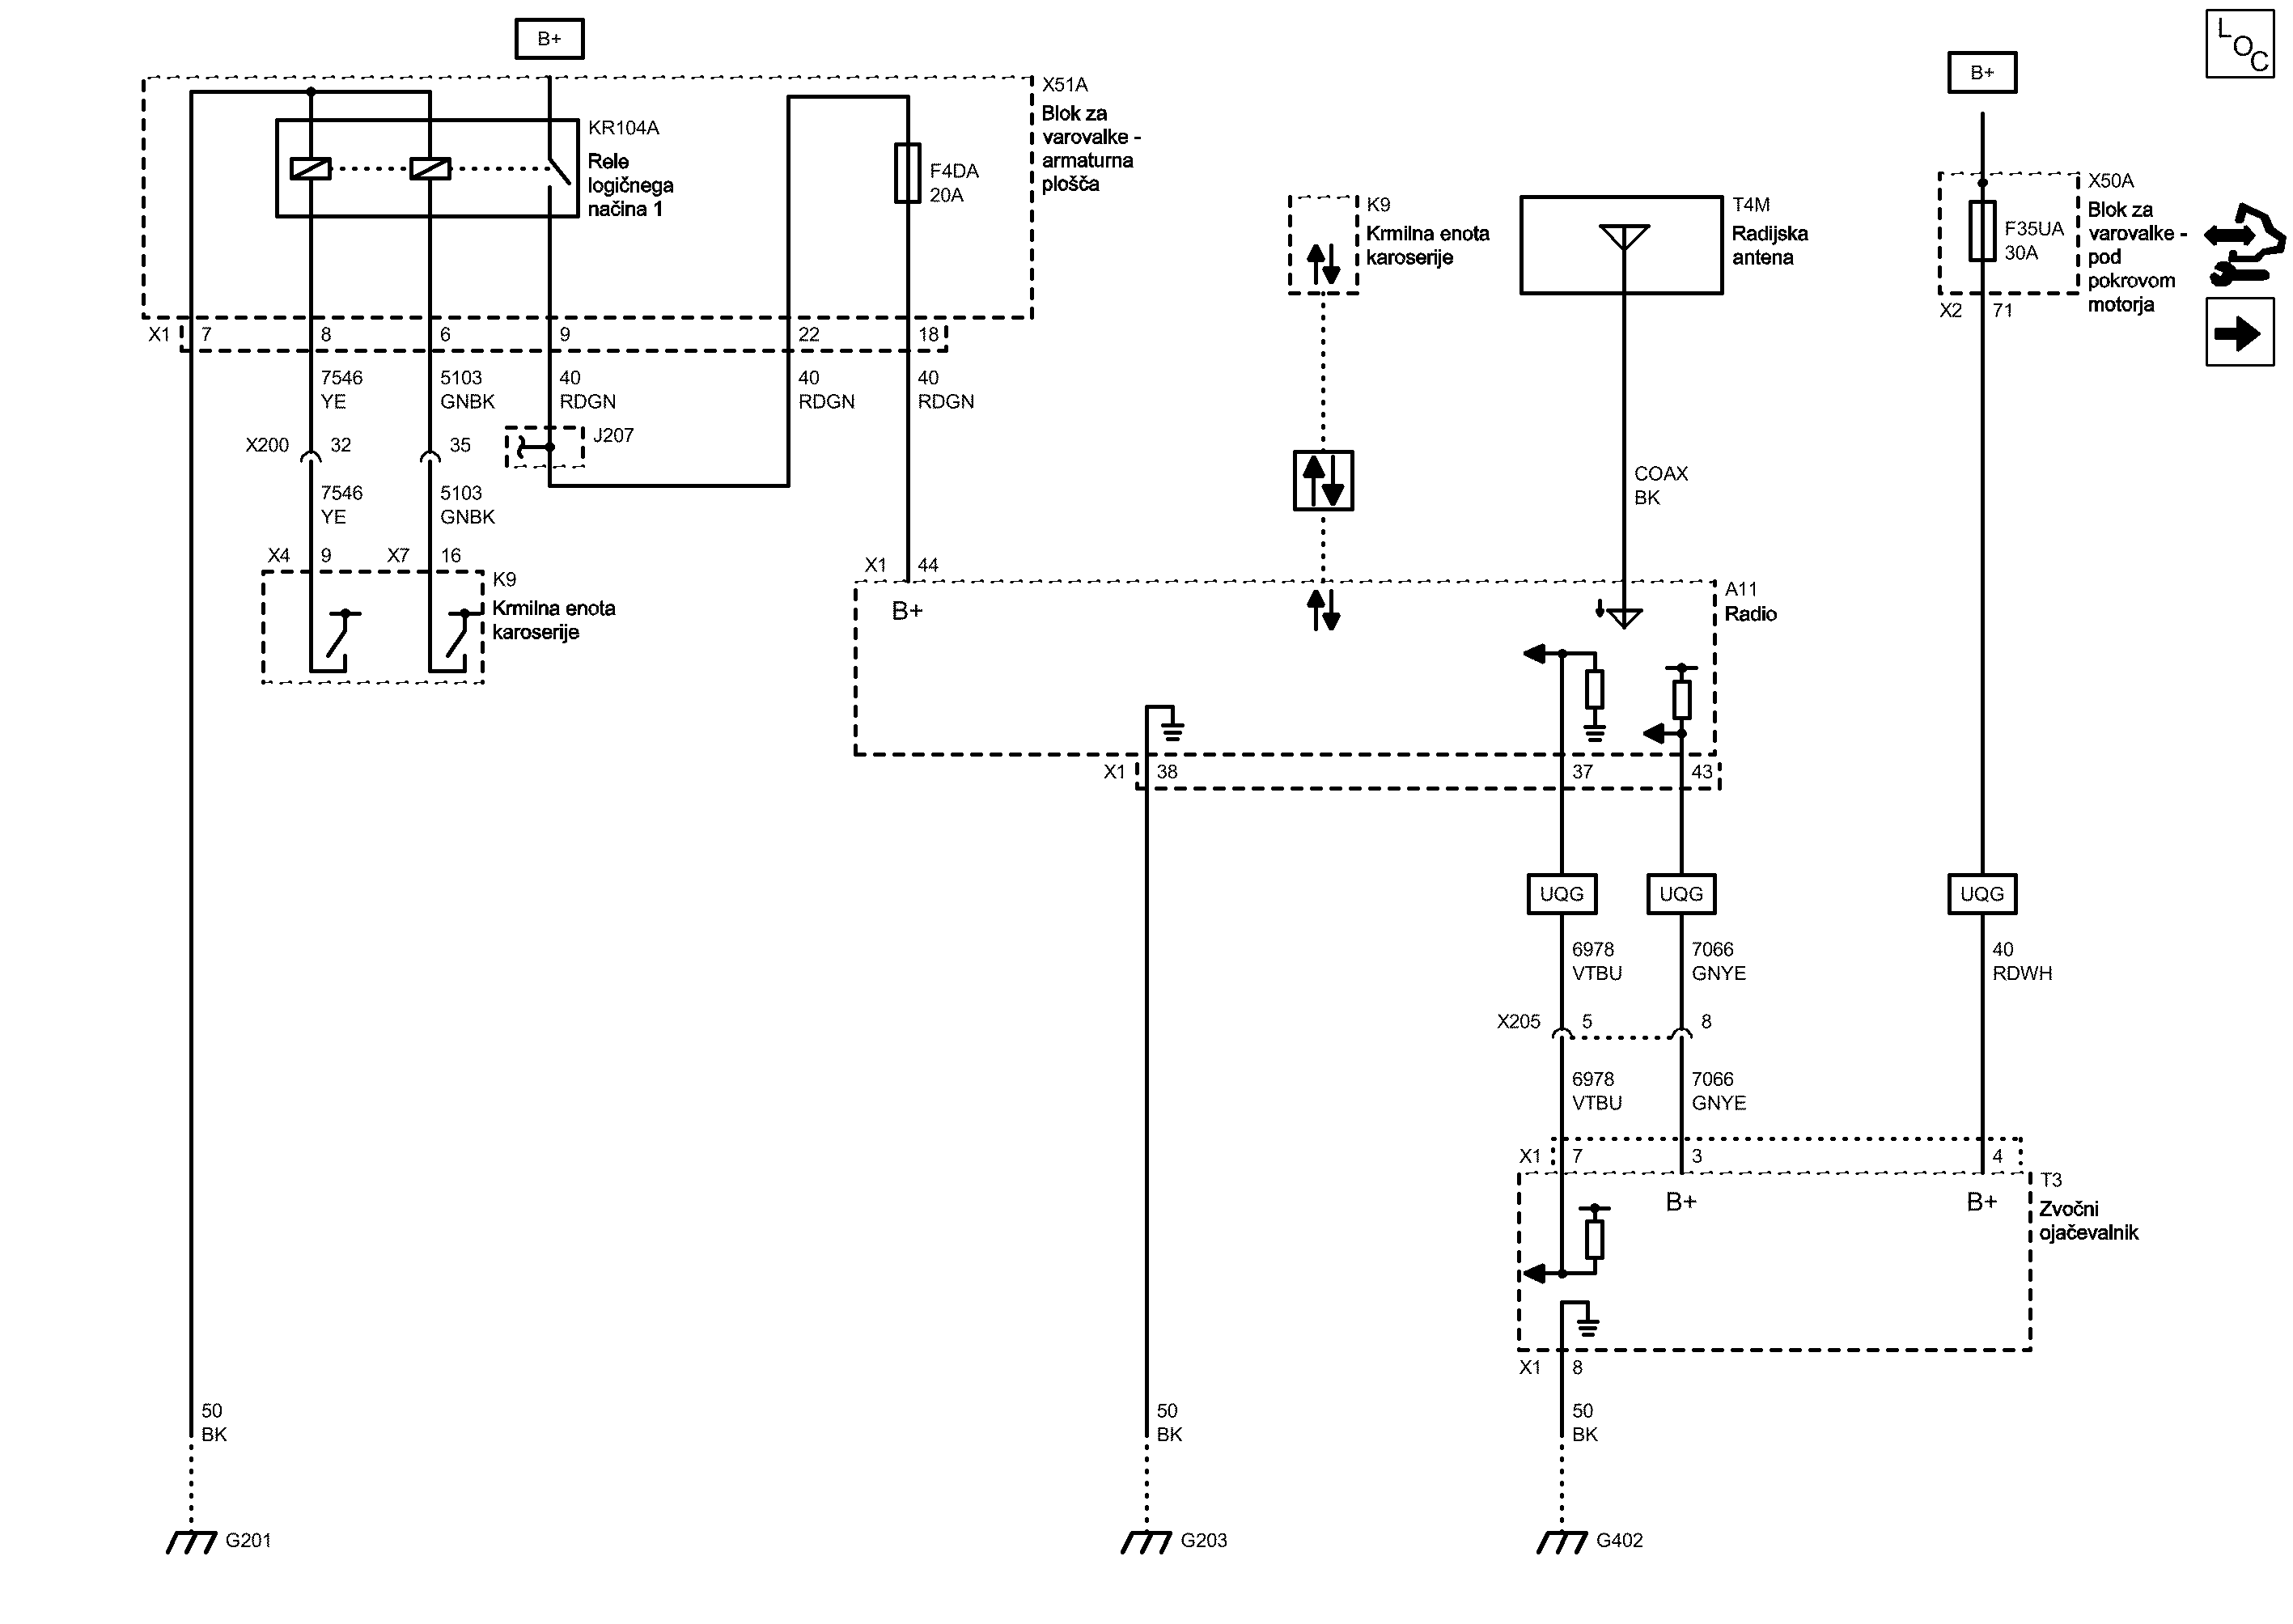 B+
X51A
Blok za
varovalke -
armaturna
plošča
KR104A
Rele
logičnega
načina 1
F4DA
20A
X1
7
8
6
9
22
18
7546
YE
5103
GNBK
40
RDGN
40
RDGN
40
RDGN
X200
32
35
J207
7546
YE
5103
GNBK
X4
9
X7
16
K9
Krmilna enota
karoserije
K9
Krmilna enota
karoserije
T4M
Radijska
antena
B+
X50A
Blok za
varovalke -
pod
pokrovom
motorja
F35UA
30A
X2
71
LOC
COAX
BK
X1
44
B+
A11
Radio
X1
38
37
43
UQG
UQG
UQG
6978
VTBU
7066
GNYE
40
RDWH
X205
5
8
6978
VTBU
7066
GNYE
X1
7
3
4
B+
B+
T3
Zvočni
ojačevalnik
X1
8
50
BK
50
BK
50
BK
G201
G203
G402